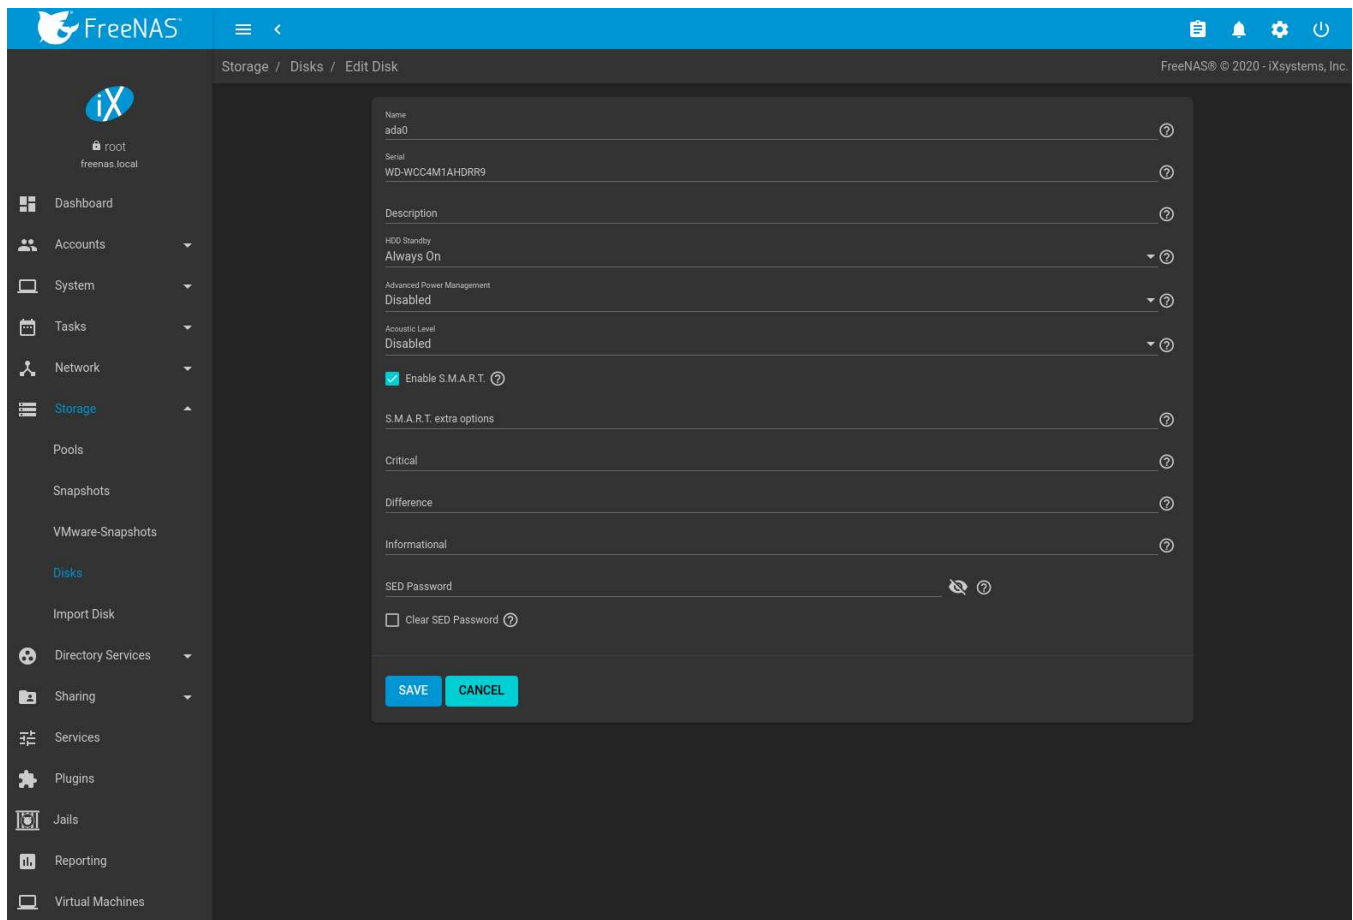 FreeNAS
Storage / Disks / Edit Disk
FreeNAS® © 2020 - iXsystems, Inc.
iX
root
freenas.local
Dashboard
Accounts
System
Tasks
Network
Storage
Pools
Snapshots
VMware-Snapshots
Disks
Import Disk
Directory Services
Sharing
Services
Plugins
Jails
Reporting
Virtual Machines
Name
ada0
Serial
WD-WCC4M1AHDRR9
Description
HDD Standby
Always On
Advanced Power Management
Disabled
Acoustic Level
Disabled
Enable S.M.A.R.T.
S.M.A.R.T. extra options
Critical
Difference
Informational
SED Password
Clear SED Password
SAVE CANCEL